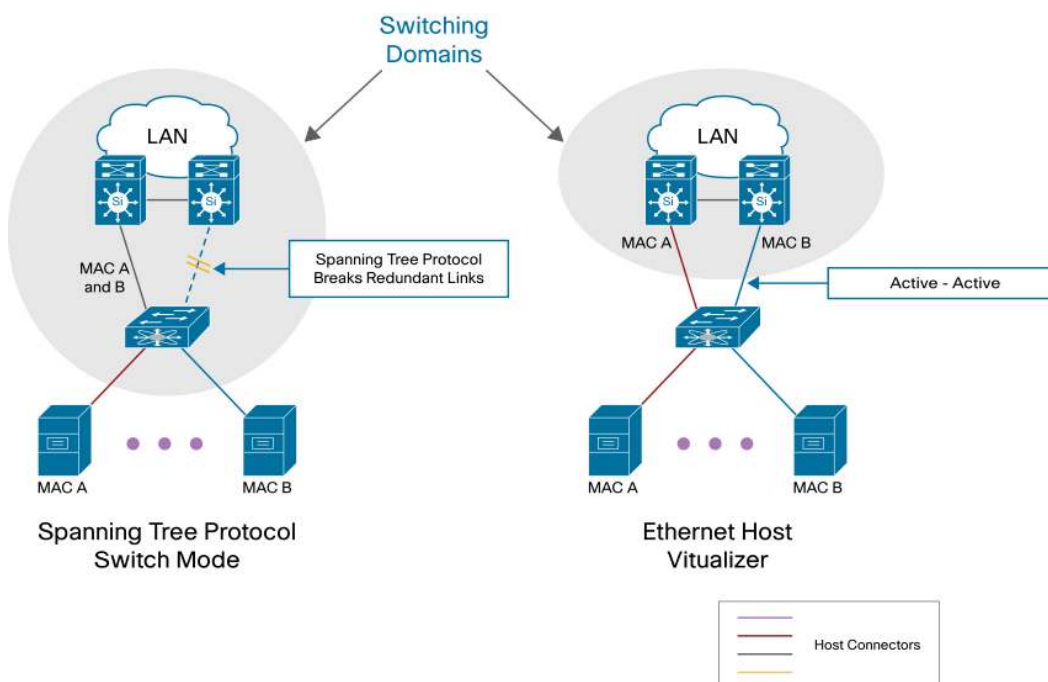 Switching
Domains
LAN
Si
Si
MAC A
and B
Spanning Tree Protocol
Breaks Redundant Links
MAC A
MAC B
Spanning Tree Protocol
Switch Mode
LAN
Si
Si
MAC A
MAC B
Active - Active
MAC A
MAC B
Ethernet Host
Vitualizer
Host Connectors